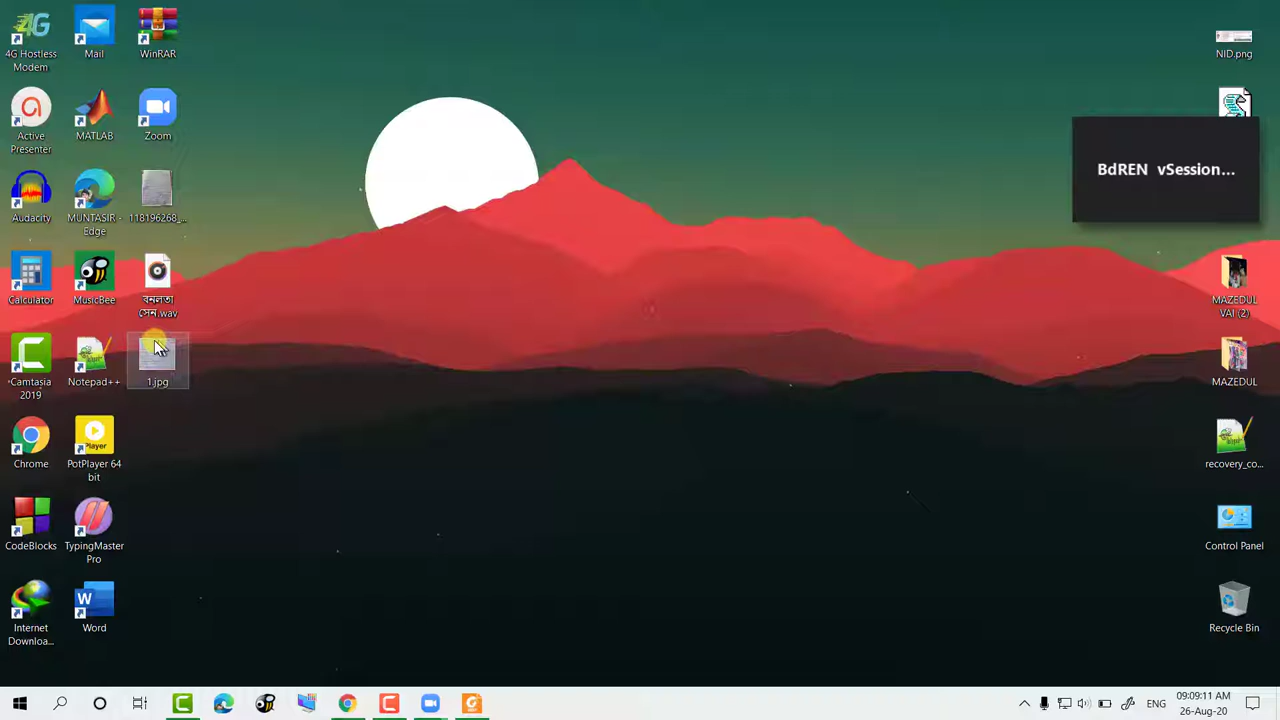 4G Hostless
Modem
Mail
WinRAR
NID.png
Active
Presenter
MATLAB
Zoom
BdREN vSession...
Audacity
MUNTASIR -
Edge
118196268_...
Calculator
MusicBee
বনলতা
সেন.wav
MAZEDUL
VAI (2)
Camtasia
2019
Notepad++
1.jpg
MAZEDUL
Chrome
Player
PotPlayer 64
bit
recovery_co...
CodeBlocks
TypingMaster
Pro
Control Panel
Internet
Downloa...
Word
Recycle Bin
ENG
09:09:11 AM
26-Aug-20